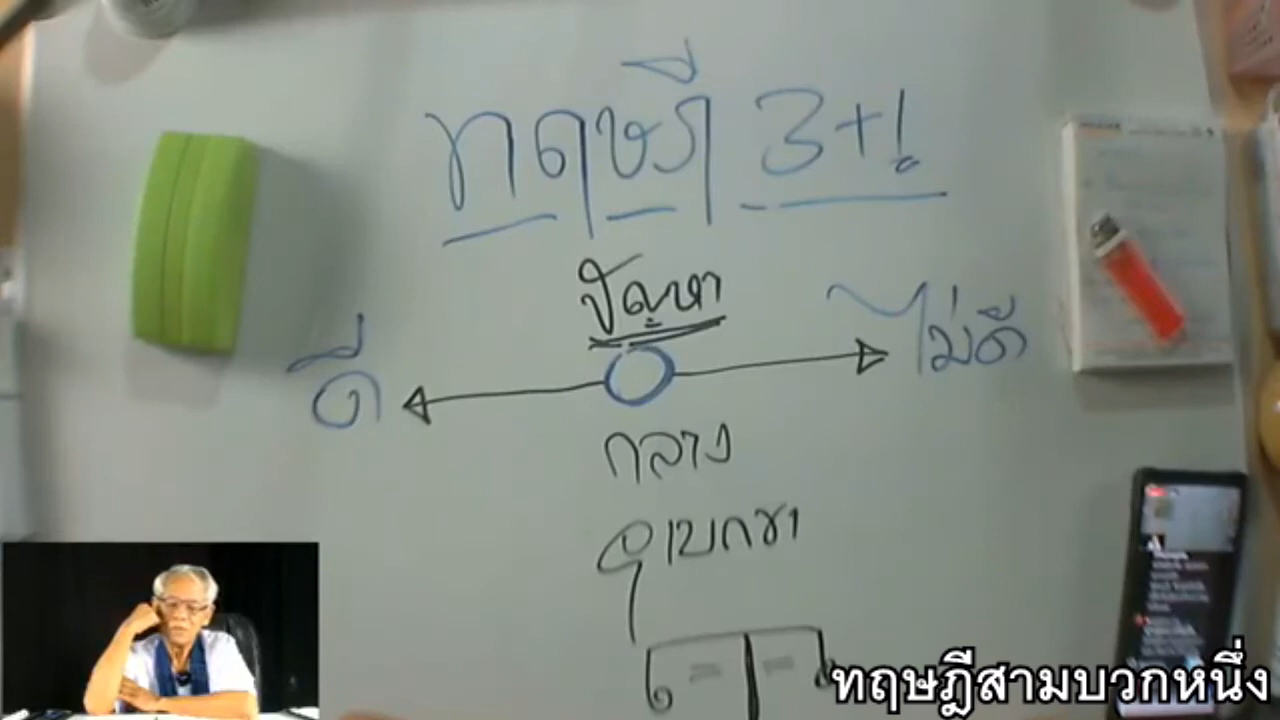 ทฤษฎี 3+1
ปัญหา
ดี
ไม่ดี
กลาง
อุเบกขา
ทฤษฎีสามบวกหนึ่ง